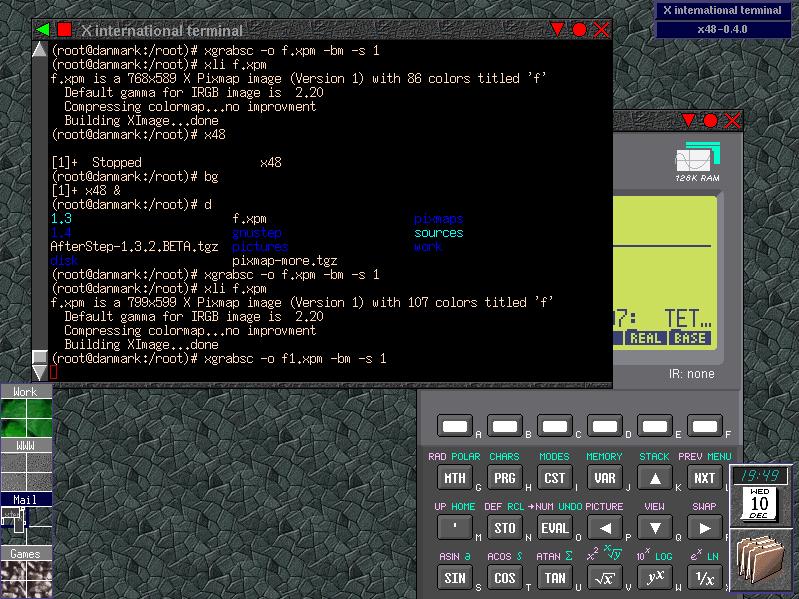 X international terminal
x48-0.4.0
X international terminal
(root@danmark:/root)# xgrabsc -o f.xpm -bm -s 1
(root@danmark:/root)# xli f.xpm
f.xpm is a 768x589 X Pixmap image (Version 1) with 86 colors titled 'f'
Default gamma for IRGB image is 2.20
Compressing colormap...no improvment
Building XImage...done
(root@danmark:/root)# x48
[1]+ Stopped x48
(root@danmark:/root)# bg
[1]+ x48 &
(root@danmark:/root)# d
1.3 f.xpm pixmaps
1.4 gnustep sources
AfterStep-1.3.2.BETA.tgz pictures work
disk pixmap-more.tgz
(root@danmark:/root)# xgrabsc -o f.xpm -bm -s 1
(root@danmark:/root)# xli f.xpm
f.xpm is a 799x599 X Pixmap image (Version 1) with 107 colors titled 'f'
Default gamma for IRGB image is 2.20
Compressing colormap...no improvment
Building XImage...done
(root@danmark:/root)# xgrabsc -o f1.xpm -bm -s 1
128K RAM
07: TET...
REAL BASE
IR: none
A B C D E F
RAD POLAR CHARS MODES MEMORY STACK PREV MENU
MTH G PRG H CST I VAR J ▲ K NXT L
UP HOME DEF RCL →NUM UNDO PICTURE VIEW SWAP
' M STO N EVAL O ◀ P ▼ Q ▶
ASIN ∂ ACOS ∫ ATAN Σ x² ˣ√y 10ˣ LOG eˣ LN
SIN S COS T TAN U √x V yˣ W 1/x
Work
WWW
Mail
Games
19:49
WED
10
DEC